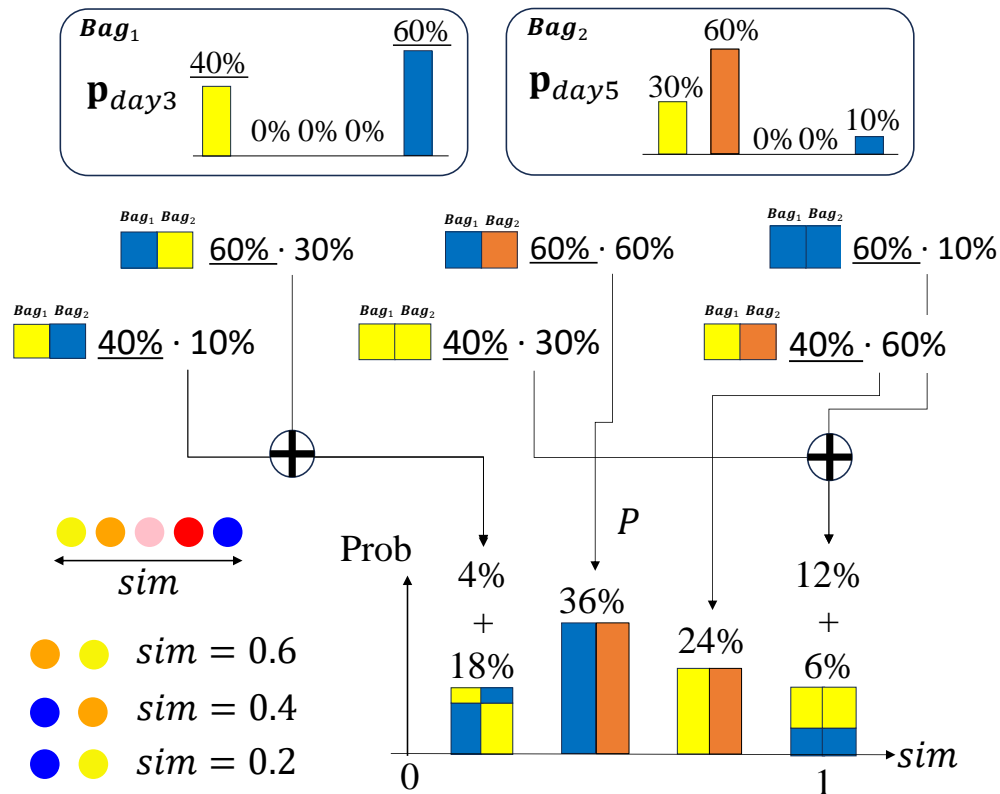 Bag₁
60%
40%
p_day3
0% 0% 0%
Bag₂
60%
30%
p_day5
0% 0%
10%
Bag₁ Bag₂
60% · 30%
Bag₁ Bag₂
60% · 60%
Bag₁ Bag₂
60% · 10%
Bag₁ Bag₂
40% · 10%
Bag₁ Bag₂
40% · 30%
Bag₁ Bag₂
40% · 60%
P
sim
Prob
4%
+
18%
36%
24%
12%
+
6%
sim = 0.6
sim = 0.4
sim = 0.2
0
1
sim